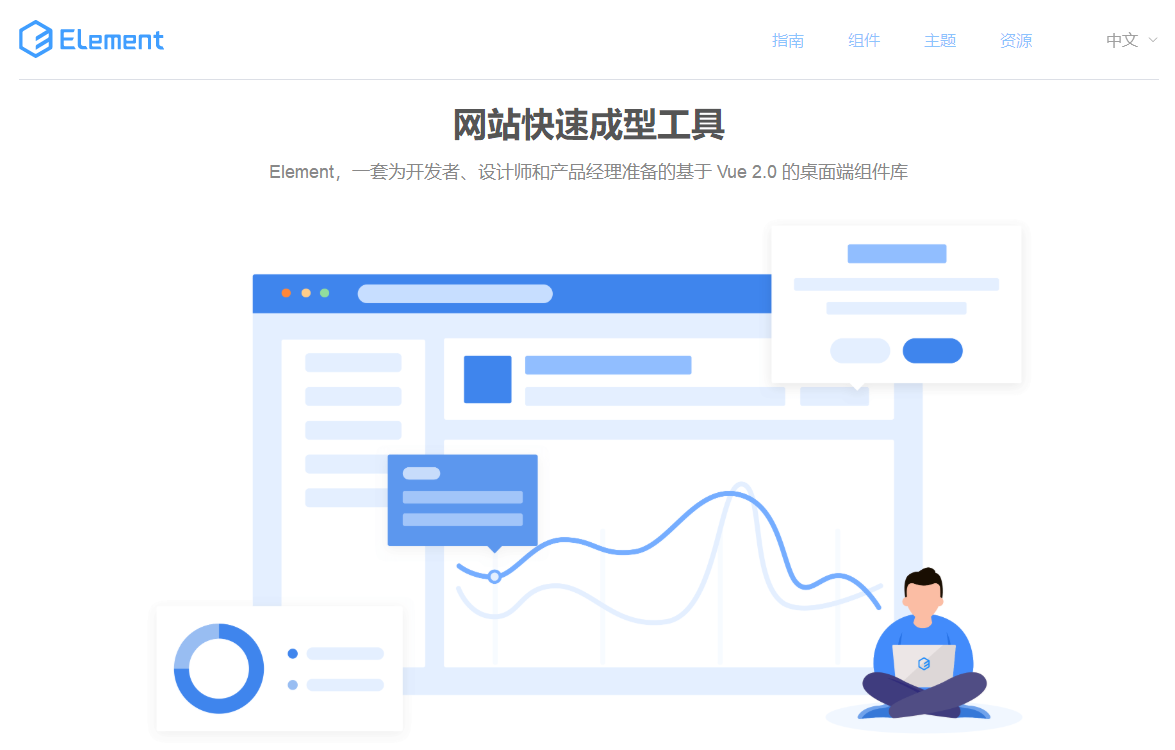 Element
指南 组件 主题 资源 中文
网站快速成型工具
Element，一套为开发者、设计师和产品经理准备的基于 Vue 2.0 的桌面端组件库